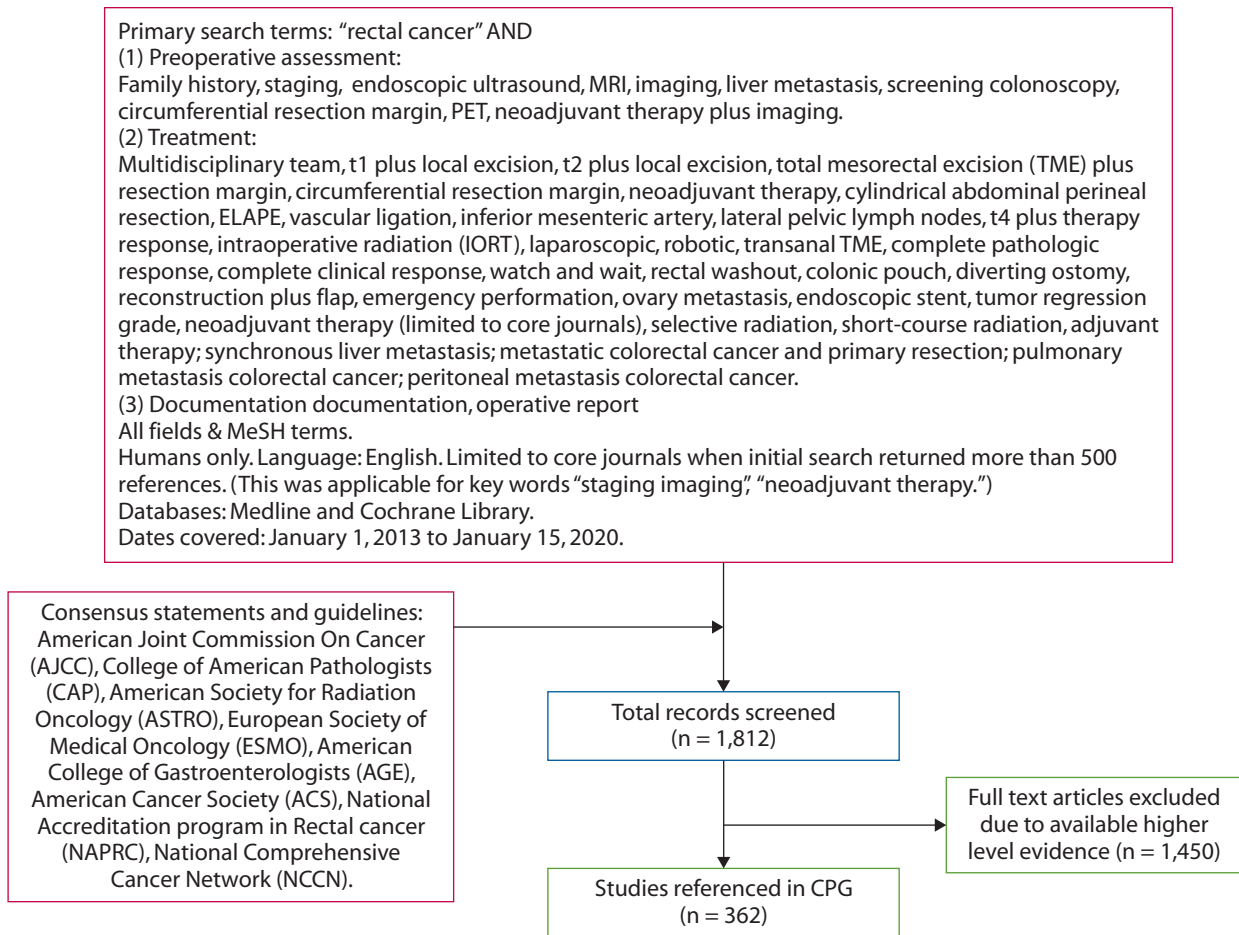 Primary search terms: “rectal cancer” AND
(1) Preoperative assessment:
Family history, staging, endoscopic ultrasound, MRI, imaging, liver metastasis, screening colonoscopy,
circumferential resection margin, PET, neoadjuvant therapy plus imaging.
(2) Treatment:
Multidisciplinary team, t1 plus local excision, t2 plus local excision, total mesorectal excision (TME) plus
resection margin, circumferential resection margin, neoadjuvant therapy, cylindrical abdominal perineal
resection, ELAPE, vascular ligation, inferior mesenteric artery, lateral pelvic lymph nodes, t4 plus therapy
response, intraoperative radiation (IORT), laparoscopic, robotic, transanal TME, complete pathologic
response, complete clinical response, watch and wait, rectal washout, colonic pouch, diverting ostomy,
reconstruction plus flap, emergency performation, ovary metastasis, endoscopic stent, tumor regression
grade, neoadjuvant therapy (limited to core journals), selective radiation, short-course radiation, adjuvant
therapy; synchronous liver metastasis; metastatic colorectal cancer and primary resection; pulmonary
metastasis colorectal cancer; peritoneal metastasis colorectal cancer.
(3) Documentation documentation, operative report
All fields & MeSH terms.
Humans only. Language: English. Limited to core journals when initial search returned more than 500
references. (This was applicable for key words “staging imaging”, “neoadjuvant therapy.”)
Databases: Medline and Cochrane Library.
Dates covered: January 1, 2013 to January 15, 2020.
Consensus statements and guidelines:
American Joint Commission On Cancer
(AJCC), College of American Pathologists
(CAP), American Society for Radiation
Oncology (ASTRO), European Society of
Medical Oncology (ESMO), American
College of Gastroenterologists (AGE),
American Cancer Society (ACS), National
Accreditation program in Rectal cancer
(NAPRC), National Comprehensive
Cancer Network (NCCN).
Total records screened
(n = 1,812)
Full text articles excluded
due to available higher
level evidence (n = 1,450)
Studies referenced in CPG
(n = 362)